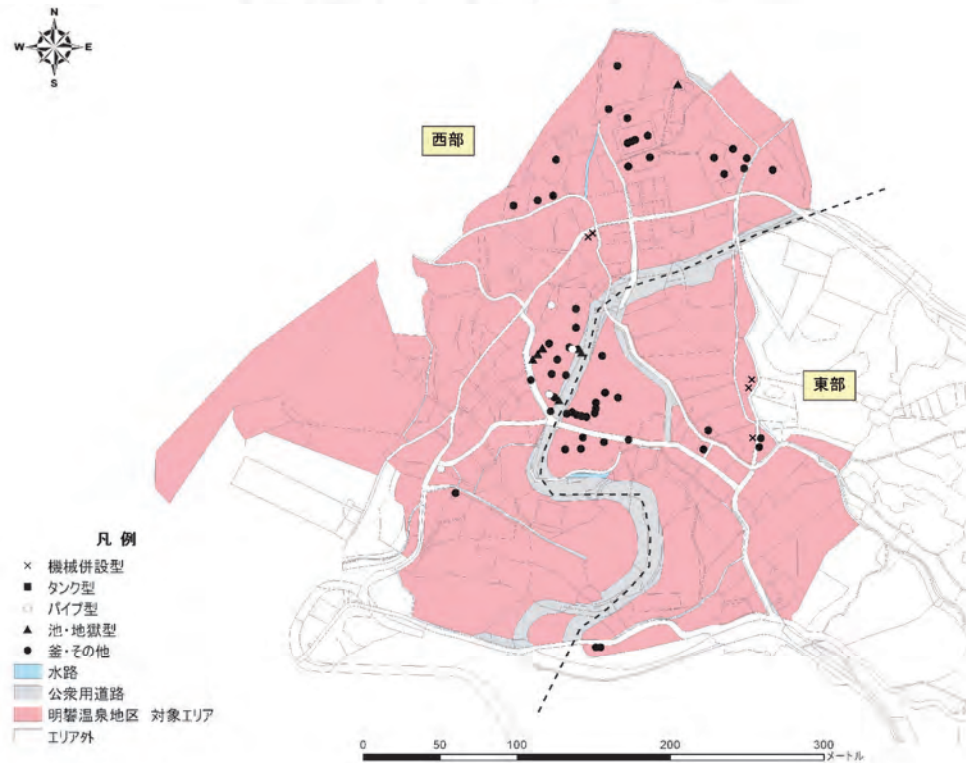 N
W E
S
西部
東部
凡 例
機械併設型
タンク型
パイプ型
池・地獄型
釜・その他
水路
公衆用道路
明礬温泉地区 対象エリア
エリア外
0 50 100 200 300
メートル